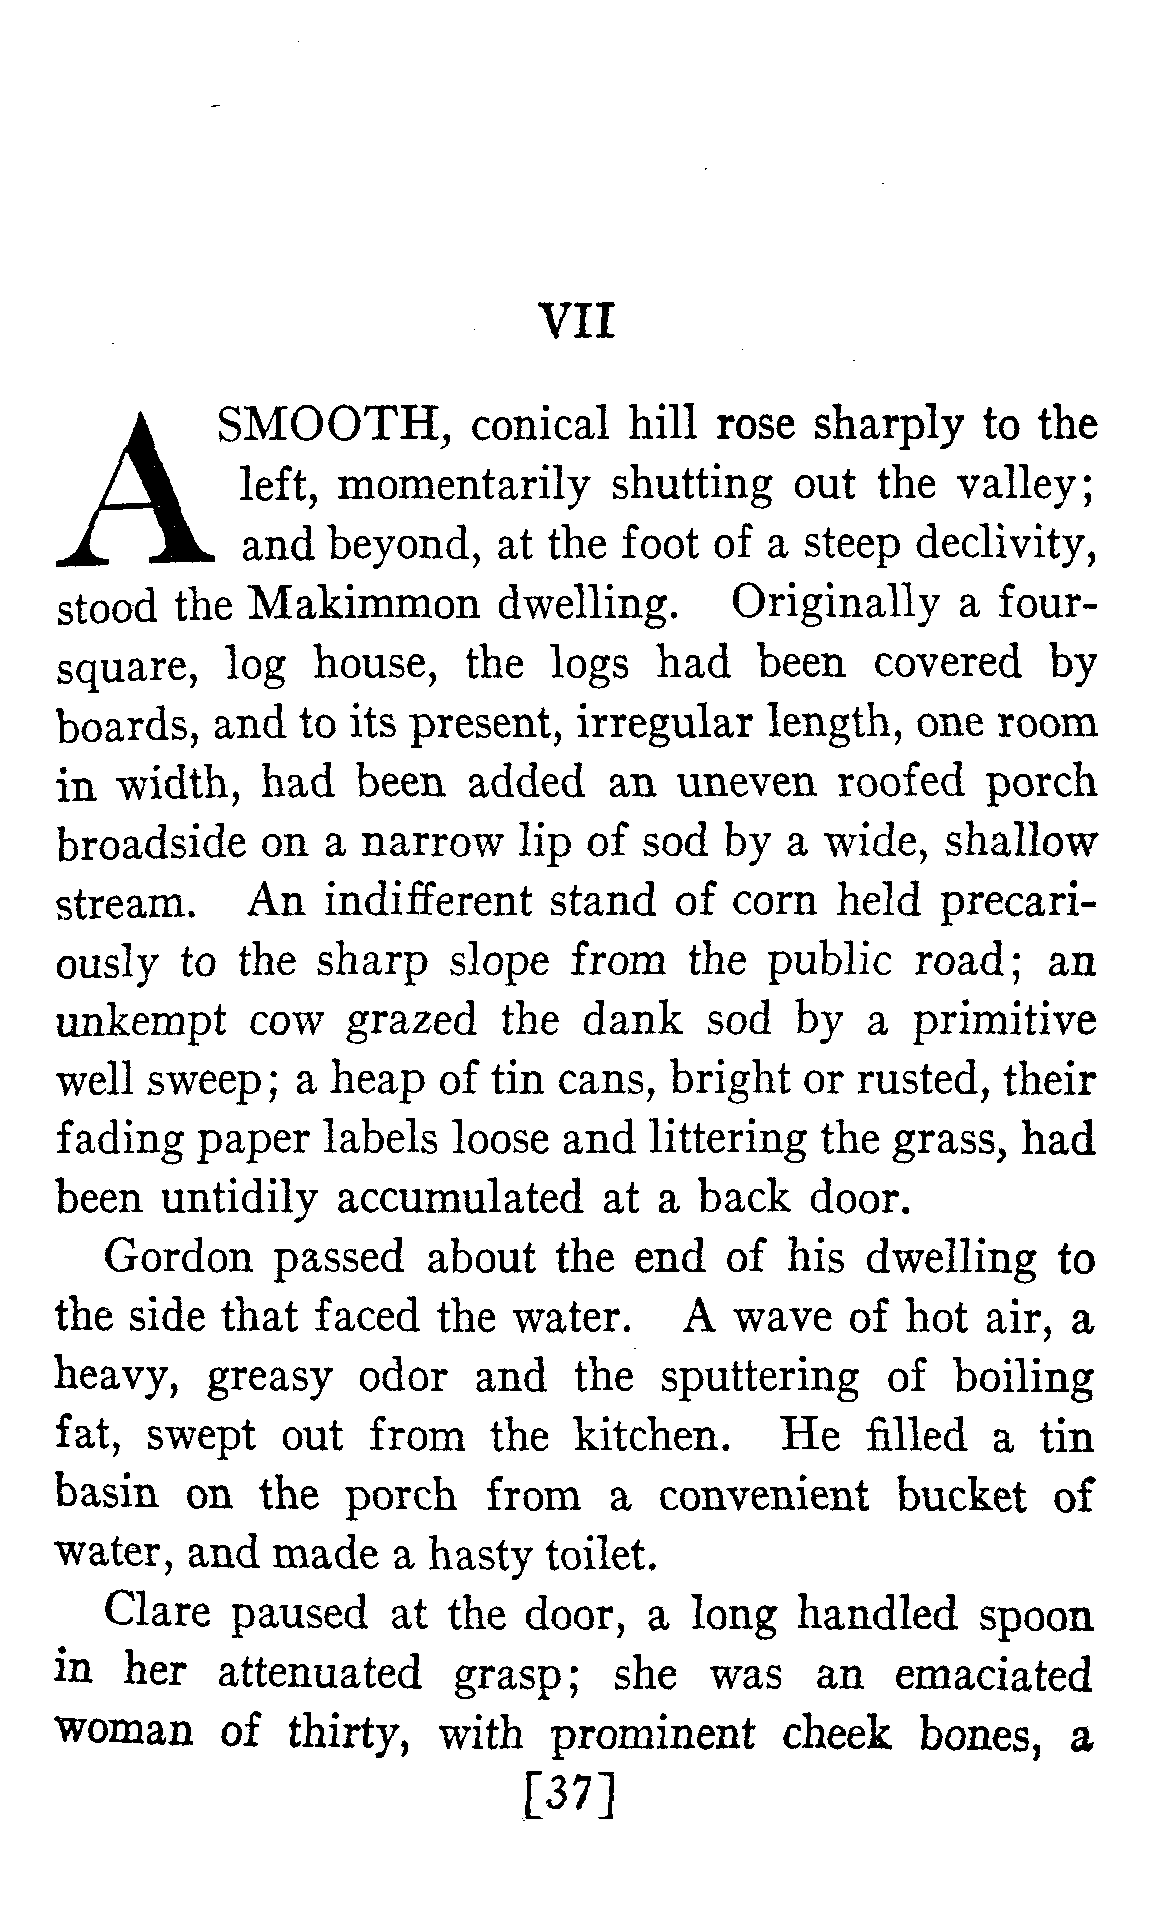 VII
A SMOOTH, conical hill rose sharply to the
left, momentarily shutting out the valley;
and beyond, at the foot of a steep declivity,
stood the Makimmon dwelling. Originally a four-
square, log house, the logs had been covered by
boards, and to its present, irregular length, one room
in width, had been added an uneven roofed porch
broadside on a narrow lip of sod by a wide, shallow
stream. An indifferent stand of corn held precari-
ously to the sharp slope from the public road; an
unkempt cow grazed the dank sod by a primitive
well sweep; a heap of tin cans, bright or rusted, their
fading paper labels loose and littering the grass, had
been untidily accumulated at a back door.
Gordon passed about the end of his dwelling to
the side that faced the water. A wave of hot air, a
heavy, greasy odor and the sputtering of boiling
fat, swept out from the kitchen. He filled a tin
basin on the porch from a convenient bucket of
water, and made a hasty toilet.
Clare paused at the door, a long handled spoon
in her attenuated grasp; she was an emaciated
woman of thirty, with prominent cheek bones, a
[37]